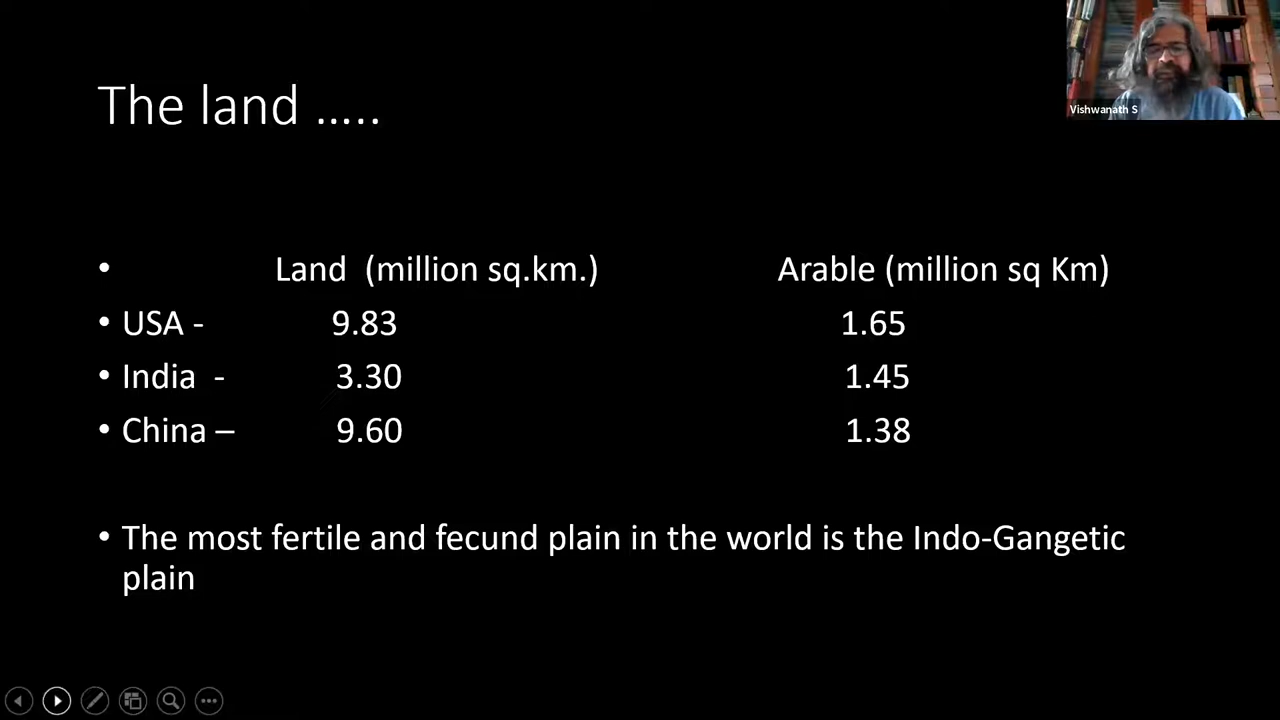 Vishwanath S
The land .....
• Land (million sq.km.) Arable (million sq Km)
• USA - 9.83 1.65
• India - 3.30 1.45
• China – 9.60 1.38
• The most fertile and fecund plain in the world is the Indo-Gangetic
plain